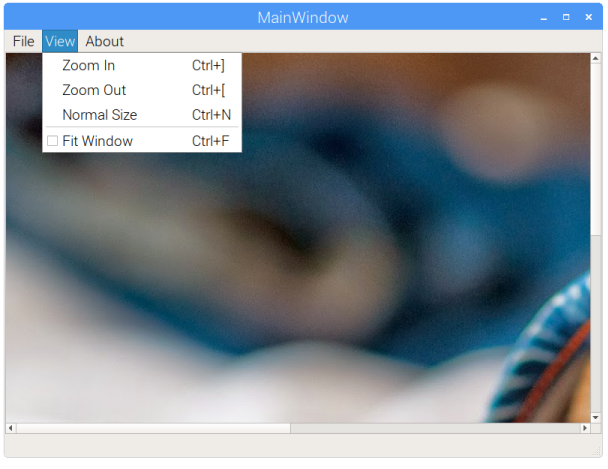 MainWindow
File View About
Zoom In Ctrl+]
Zoom Out Ctrl+[
Normal Size Ctrl+N
Fit Window Ctrl+F